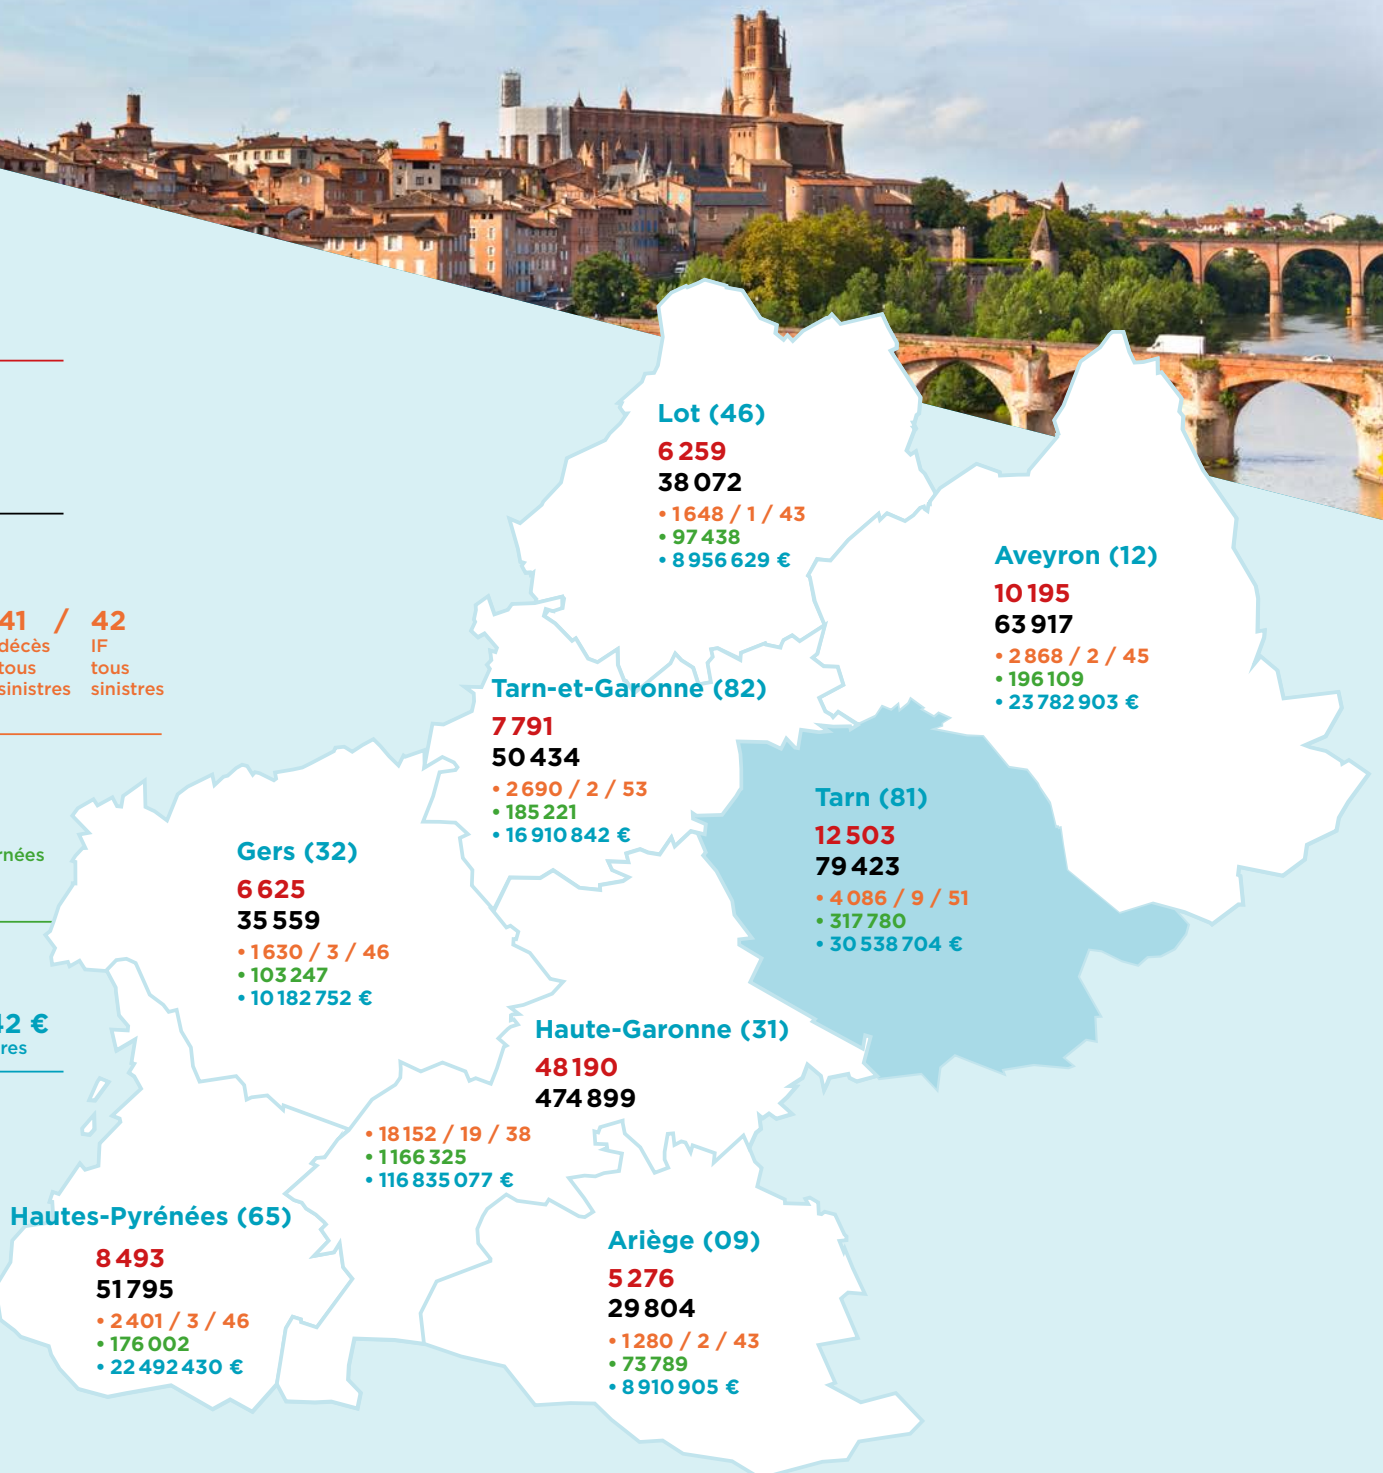 41 / 42
décès IF
tous tous
sinistres sinistres
42 €
Lot (46)
6 259
38 072
• 1 648 / 1 / 43
• 97 438
• 8 956 629 €
Aveyron (12)
10 195
63 917
• 2 868 / 2 / 45
• 196 109
• 23 782 903 €
Tarn-et-Garonne (82)
7 791
50 434
• 2 690 / 2 / 53
• 185 221
• 16 910 842 €
Tarn (81)
12 503
79 423
• 4 086 / 9 / 51
• 317 780
• 30 538 704 €
Gers (32)
6 625
35 559
• 1 630 / 3 / 46
• 103 247
• 10 182 752 €
Haute-Garonne (31)
48 190
474 899
• 18 152 / 19 / 38
• 1 166 325
• 116 835 077 €
Hautes-Pyrénées (65)
8 493
51 795
• 2 401 / 3 / 46
• 176 002
• 22 492 430 €
Ariège (09)
5 276
29 804
• 1 280 / 2 / 43
• 73 789
• 8 910 905 €